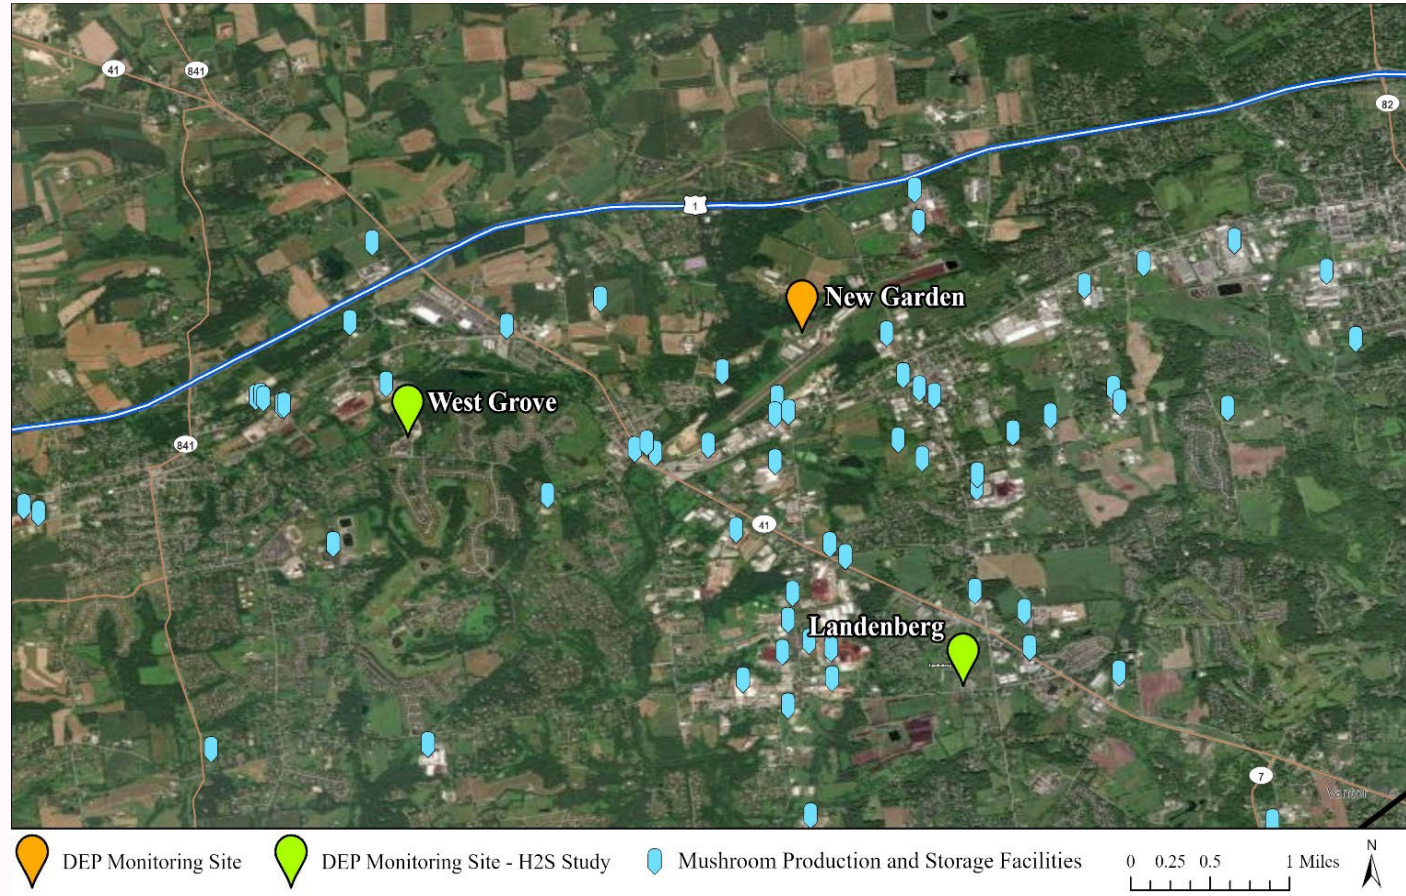 41
841
82
1
New Garden
West Grove
841
41
Landenberg
7
DEP Monitoring Site
DEP Monitoring Site - H2S Study
Mushroom Production and Storage Facilities
0 0.25 0.5 1 Miles
N